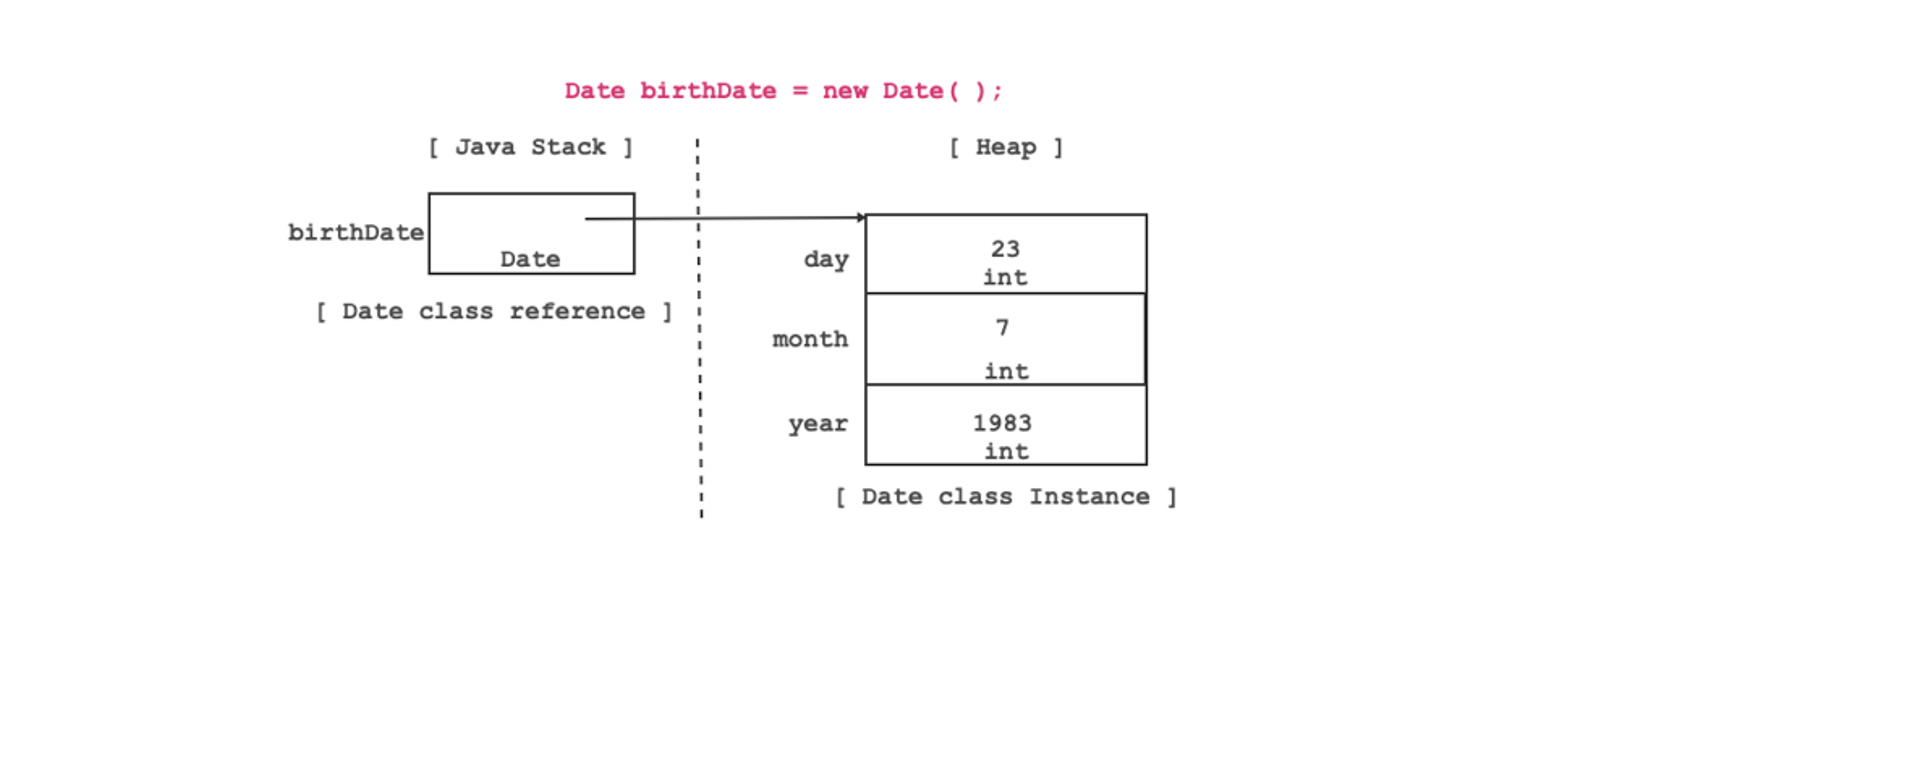 Date birthDate = new Date( );
[ Java Stack ]
[ Heap ]
birthDate
Date
[ Date class reference ]
day
23
int
month
7
int
year
1983
int
[ Date class Instance ]